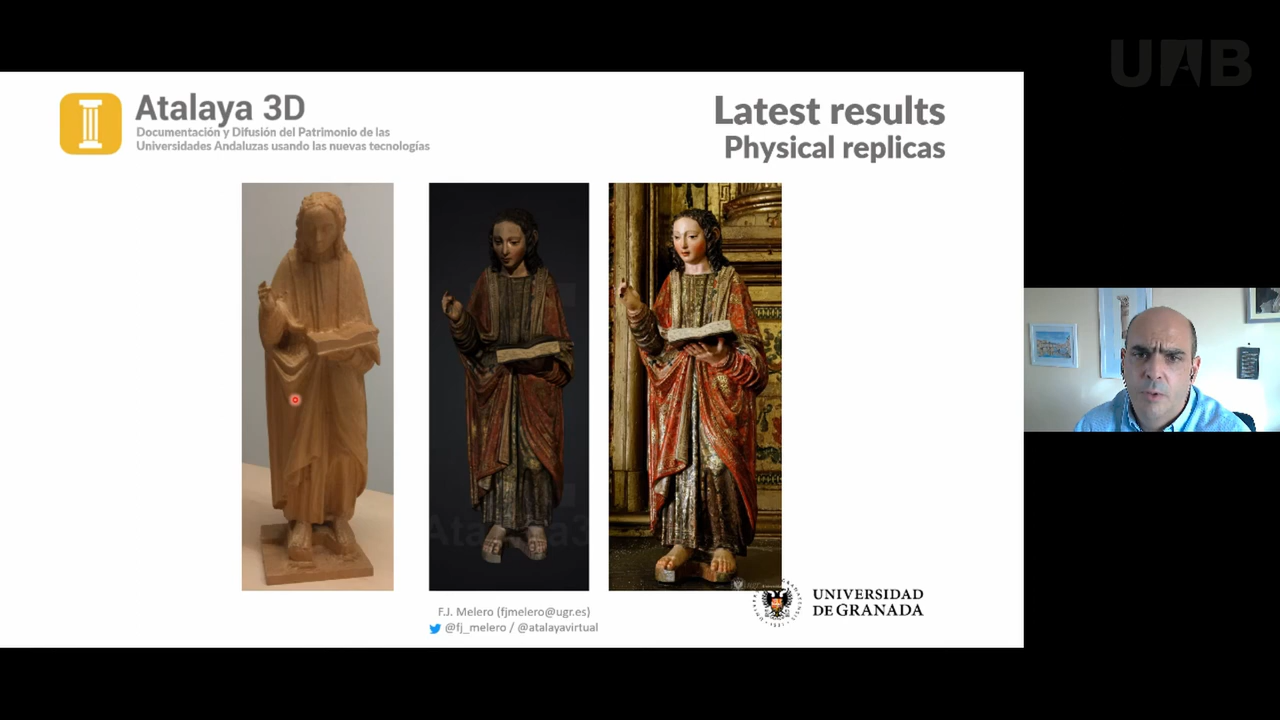 UAB
Atalaya 3D
Documentación y Difusión del Patrimonio de las
Universidades Andaluzas usando las nuevas tecnologías
Latest results
Physical replicas
Atalaya3
F.J. Melero (fjmelero@ugr.es)
@fj_melero / @atalayavirtual
UNIVERSIDAD
DE GRANADA